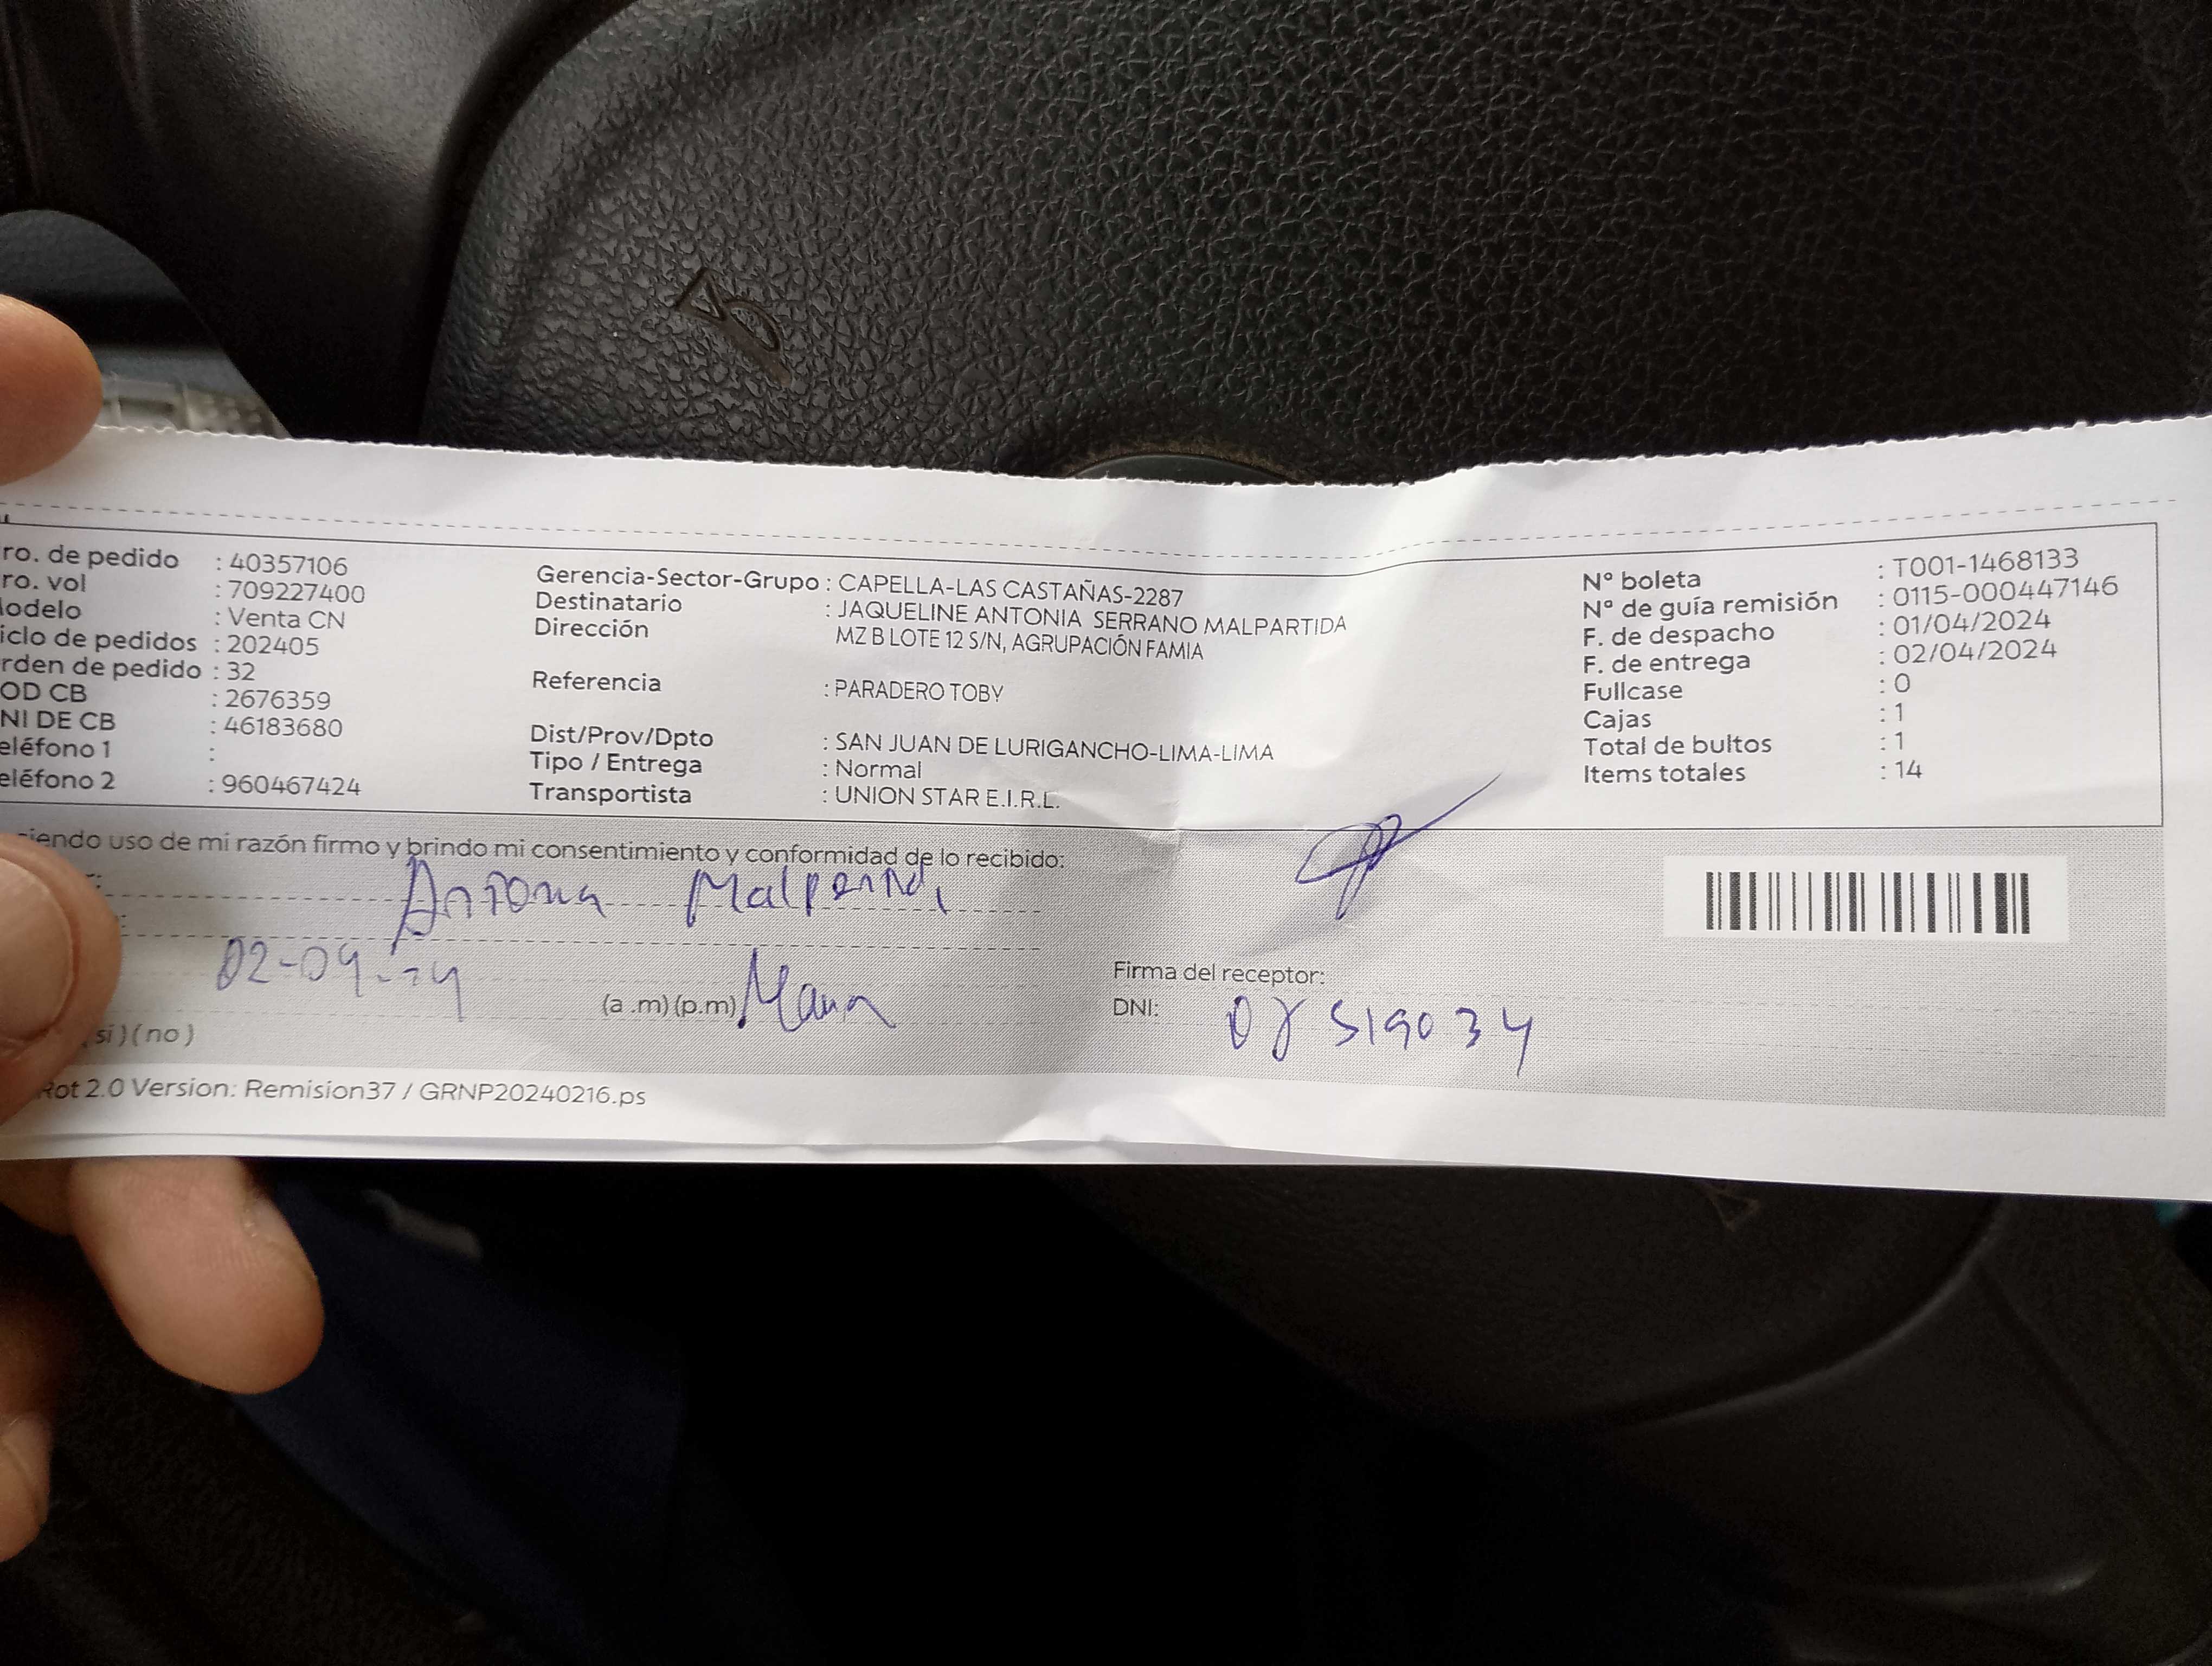 ro. de pedido : 40357106
ro. vol : 709227400
odelo : Venta CN
iclo de pedidos : 202405
rden de pedido : 32
OD CB : 2676359
NI DE CB : 46183680
eléfono 1 :
eléfono 2 : 960467424
Gerencia-Sector-Grupo : CAPELLA-LAS CASTAÑAS-2287
Destinatario : JAQUELINE ANTONIA SERRANO MALPARTIDA
Dirección MZ B LOTE 12 S/N, AGRUPACIÓN FAMIA
Referencia : PARADERO TOBY
Dist/Prov/Dpto : SAN JUAN DE LURIGANCHO-LIMA-LIMA
Tipo / Entrega : Normal
Transportista : UNION STAR E.I.R.L.
N° boleta : T001-1468133
N° de guía remisión : 0115-000447146
F. de despacho : 01/04/2024
F. de entrega : 02/04/2024
Fullcase : 0
Cajas : 1
Total de bultos : 1
Items totales : 14
iendo uso de mi razón firmo y brindo mi consentimiento y conformidad de lo recibido:
Antonia
02-04-24
(a .m) (p.m)
Firma del receptor:
DNI:
(si) (no)
Rot 2.0 Version: Remision37 / GRNP20240216.ps